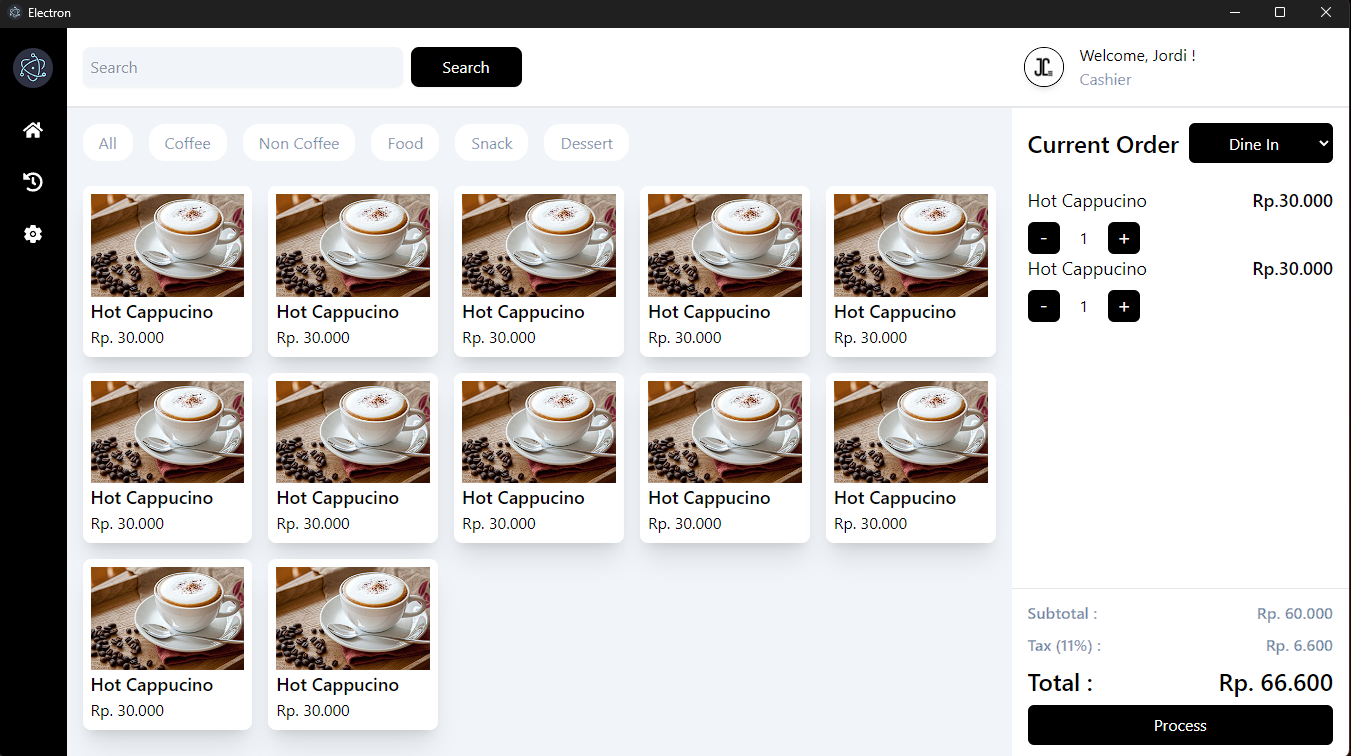 Electron
Search
Search
JC
Welcome, Jordi !
Cashier
All
Coffee
Non Coffee
Food
Snack
Dessert
Hot Cappucino
Rp. 30.000
Hot Cappucino
Rp. 30.000
Hot Cappucino
Rp. 30.000
Hot Cappucino
Rp. 30.000
Hot Cappucino
Rp. 30.000
Hot Cappucino
Rp. 30.000
Hot Cappucino
Rp. 30.000
Hot Cappucino
Rp. 30.000
Hot Cappucino
Rp. 30.000
Hot Cappucino
Rp. 30.000
Hot Cappucino
Rp. 30.000
Hot Cappucino
Rp. 30.000
Current Order
Dine In
Hot Cappucino Rp.30.000
- 1 +
Hot Cappucino Rp.30.000
- 1 +
Subtotal : Rp. 60.000
Tax (11%) : Rp. 6.600
Total : Rp. 66.600
Process